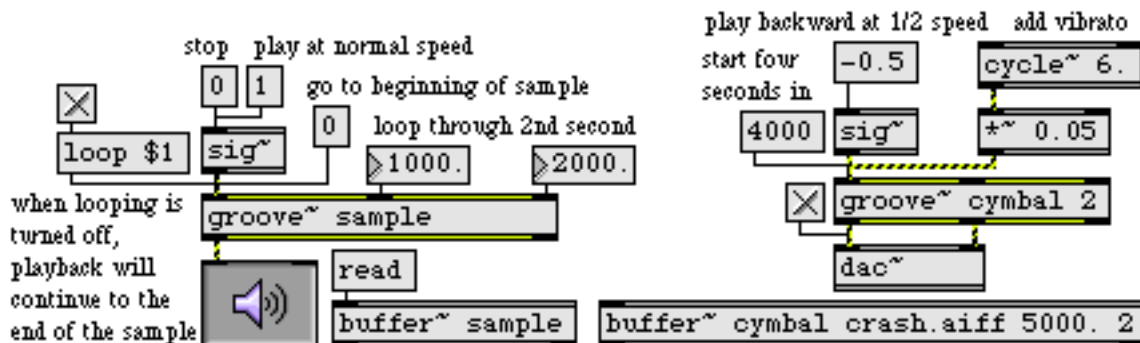 stop play at normal speed
0 1
go to beginning of sample
0
loop through 2nd second
loop $1
sig~
1000.
2000.
when looping is
turned off,
playback will
continue to the
end of the sample
groove~ sample
read
buffer~ sample
play backward at 1/2 speed add vibrato
start four
seconds in
-0.5
cycle~ 6.
4000
sig~
*~ 0.05
groove~ cymbal 2
dac~
buffer~ cymbal crash.aiff 5000. 2